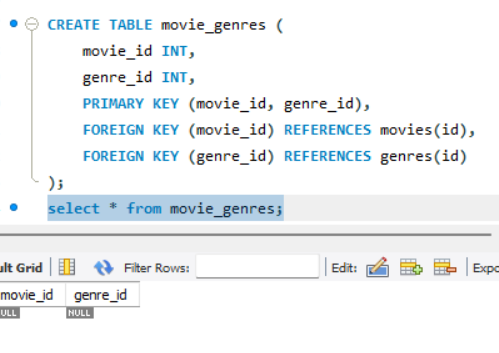 CREATE TABLE movie_genres (
movie_id INT,
genre_id INT,
PRIMARY KEY (movie_id, genre_id),
FOREIGN KEY (movie_id) REFERENCES movies(id),
FOREIGN KEY (genre_id) REFERENCES genres(id)
);
select * from movie_genres;
ult Grid Filter Rows: Edit: Expo
movie_id genre_id
ULL NULL